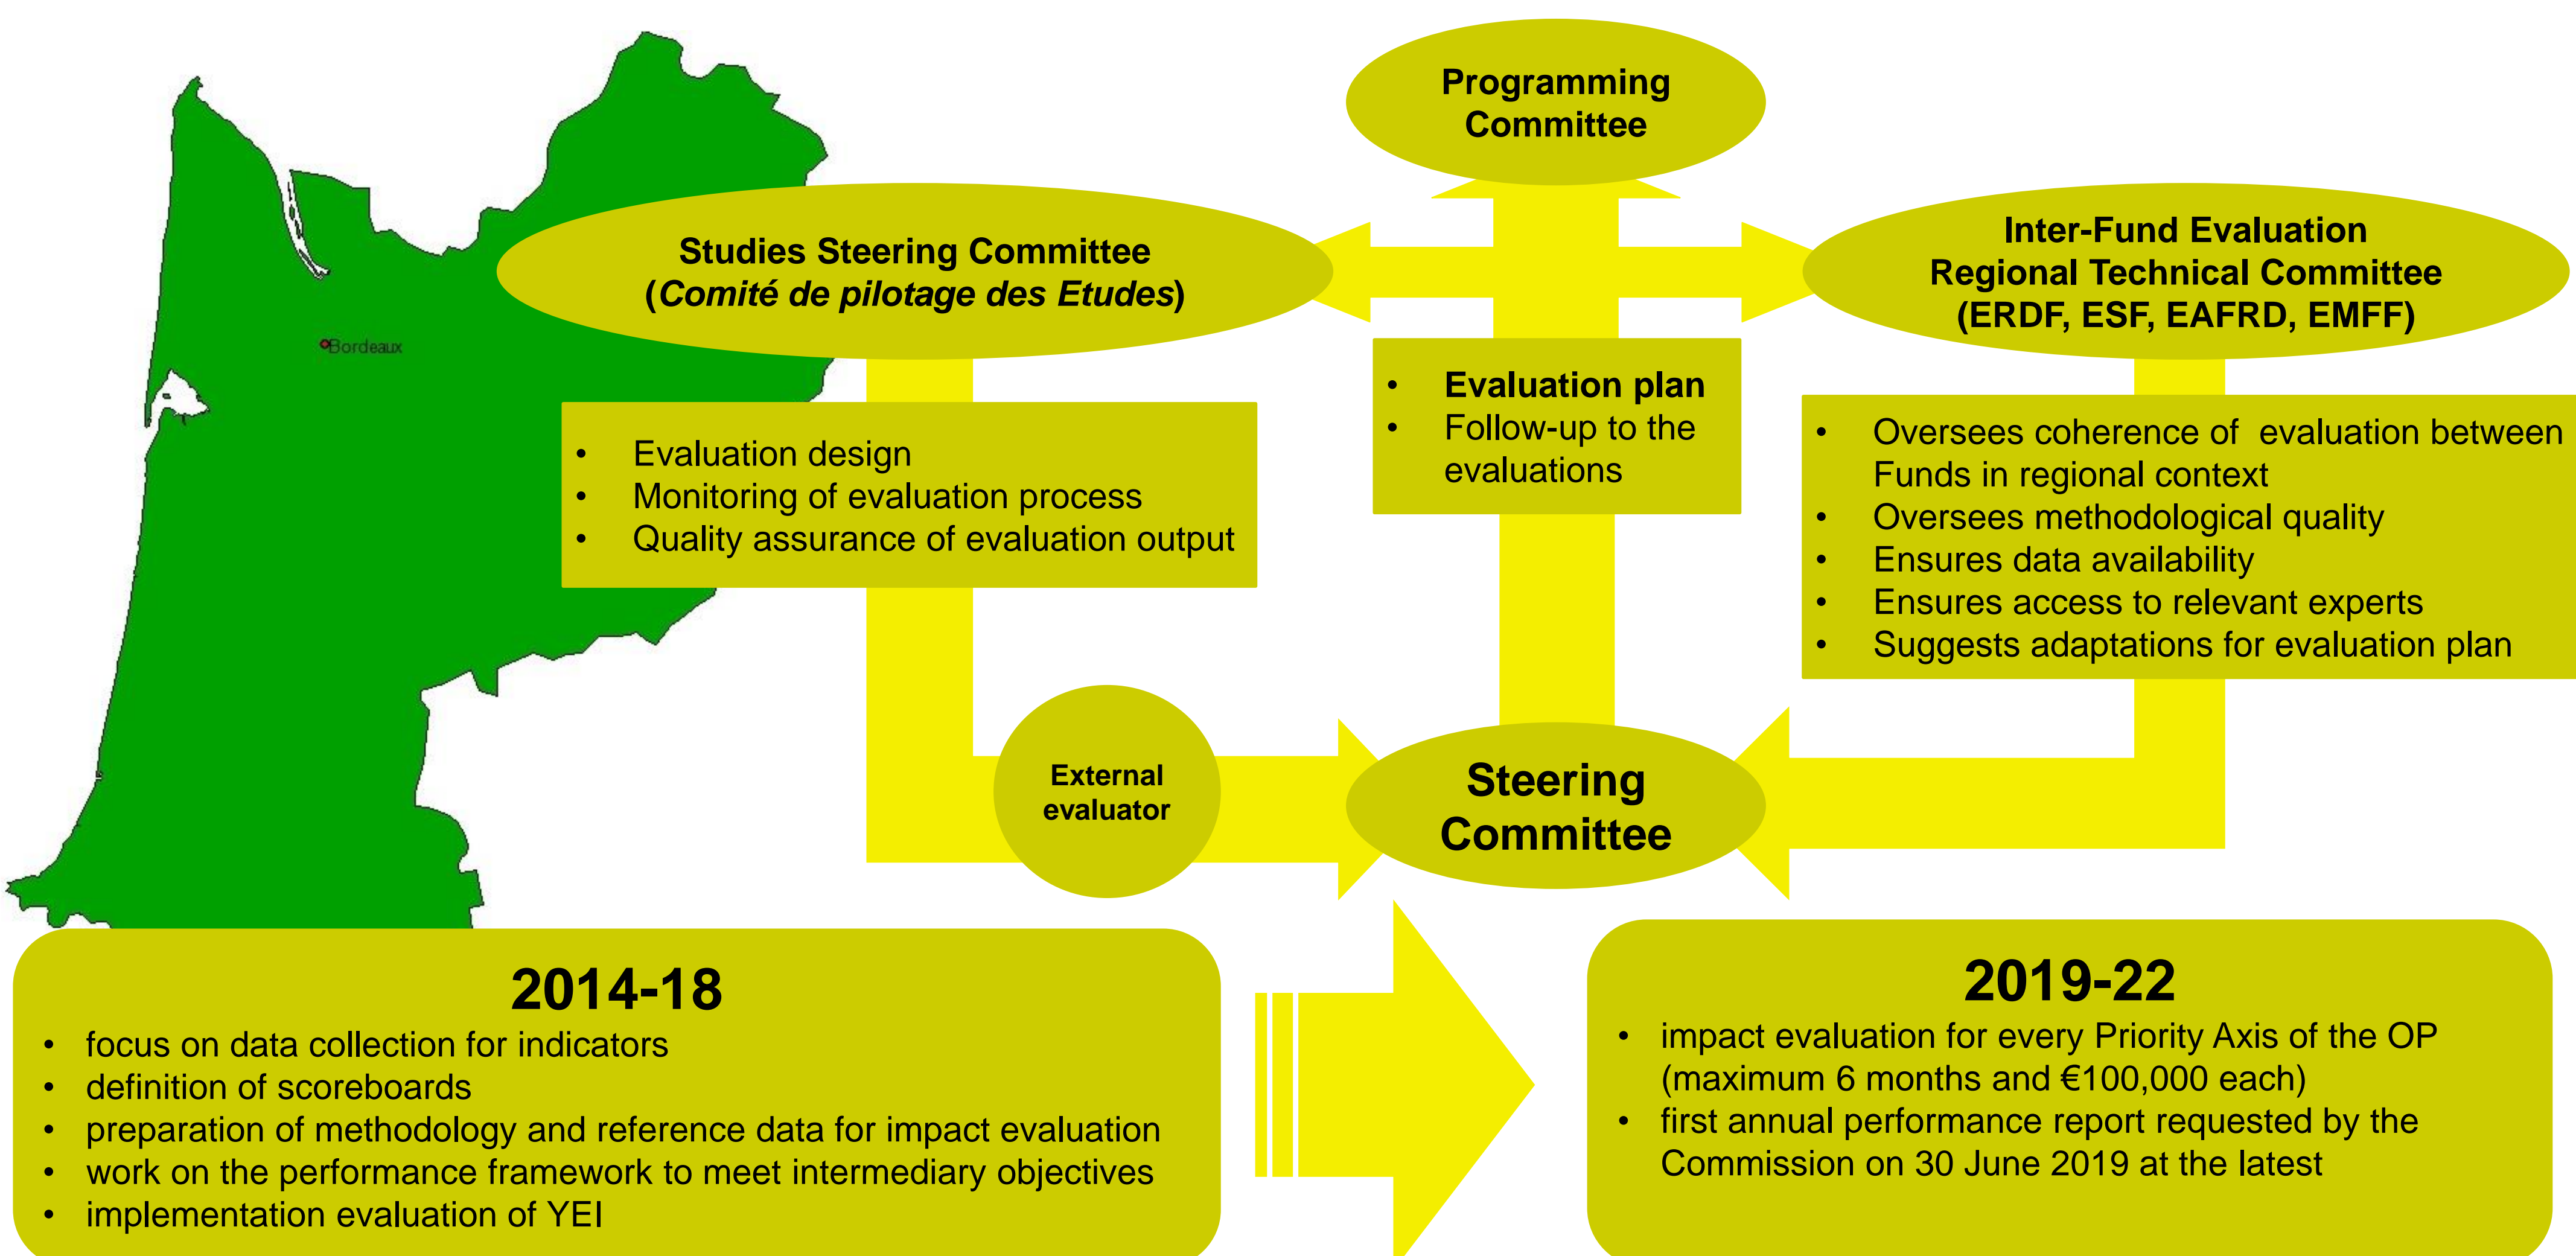 Programming
Committee
Studies Steering Committee
(Comité de pilotage des Etudes)
Inter-Fund Evaluation
Regional Technical Committee
(ERDF, ESF, EAFRD, EMFF)
Bordeaux
• Evaluation design
• Monitoring of evaluation process
• Quality assurance of evaluation output
• Evaluation plan
• Follow-up to the
evaluations
• Oversees coherence of evaluation between
Funds in regional context
• Oversees methodological quality
• Ensures data availability
• Ensures access to relevant experts
• Suggests adaptations for evaluation plan
External
evaluator
Steering
Committee
2014-18
• focus on data collection for indicators
• definition of scoreboards
• preparation of methodology and reference data for impact evaluation
• work on the performance framework to meet intermediary objectives
• implementation evaluation of YEI
2019-22
• impact evaluation for every Priority Axis of the OP
(maximum 6 months and €100,000 each)
• first annual performance report requested by the
Commission on 30 June 2019 at the latest